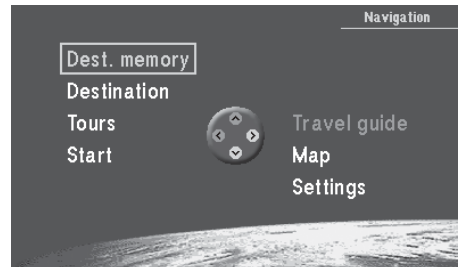 Navigation
Dest. memory
Destination
Tours
Start
Travel guide
Map
Settings